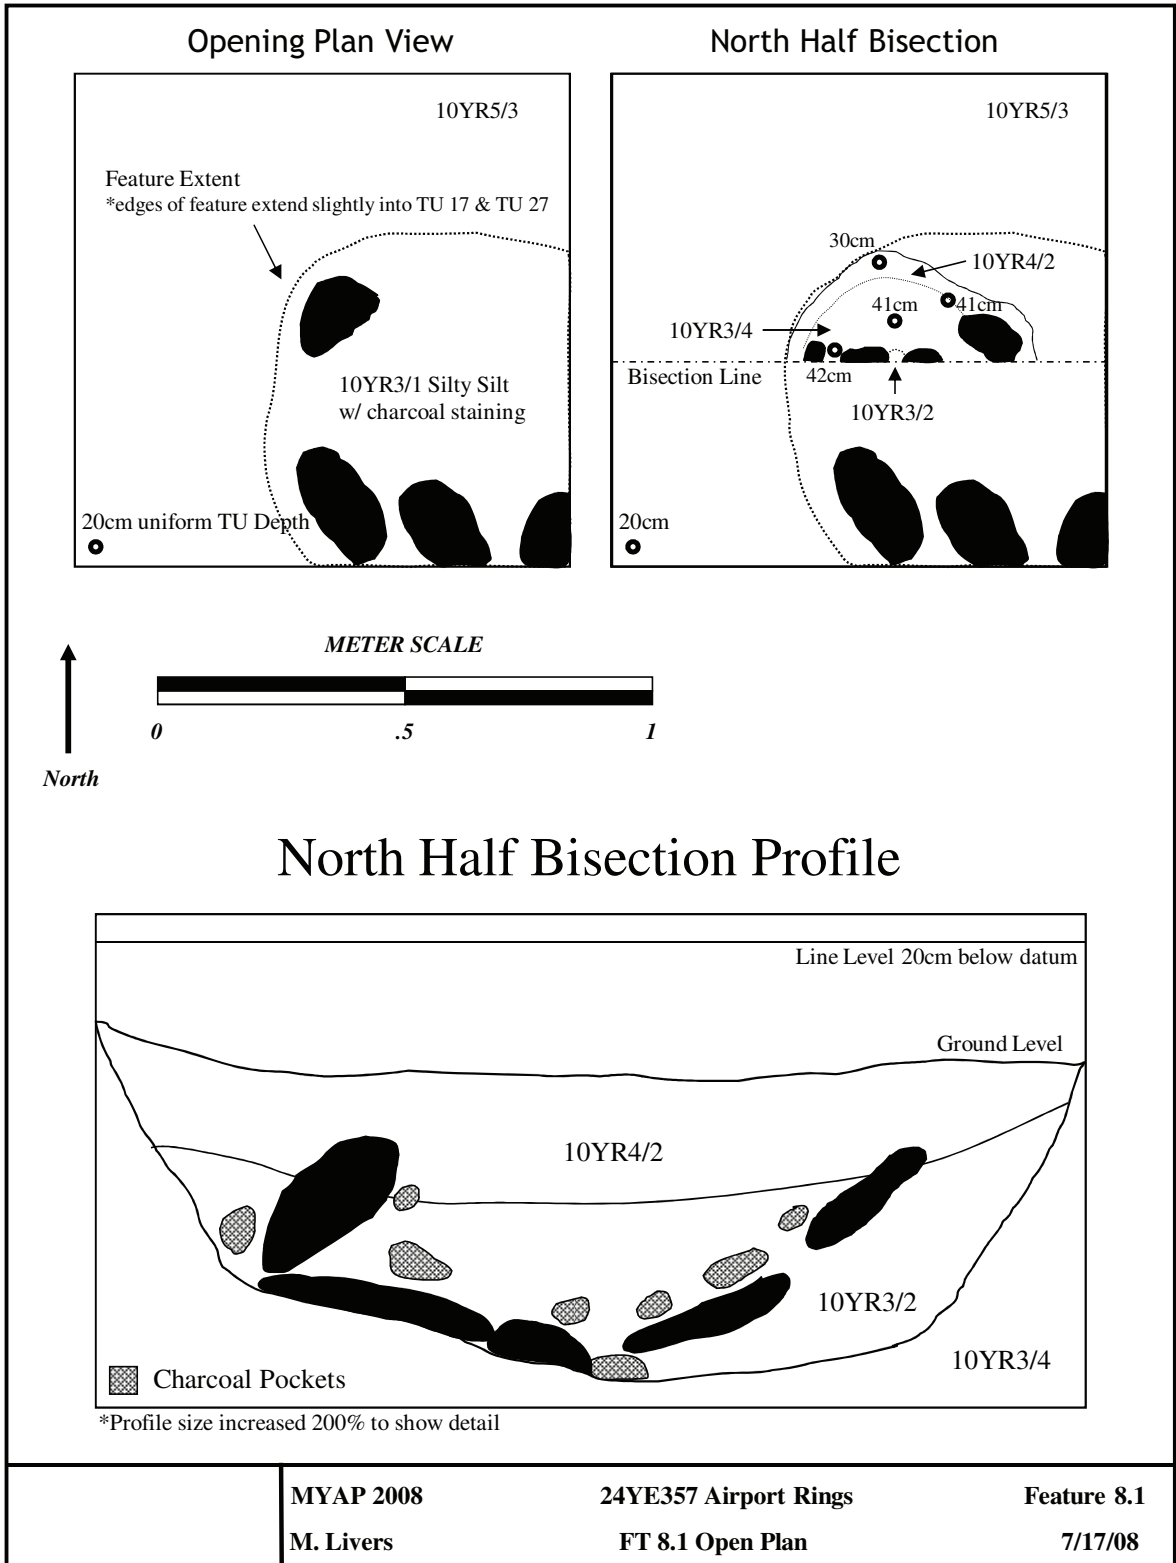 Opening Plan View
North Half Bisection
10YR5/3
Feature Extent
*edges of feature extend slightly into TU 17 & TU 27
10YR3/1 Silty Silt
w/ charcoal staining
20cm uniform TU Depth
10YR5/3
30cm
10YR4/2
41cm
41cm
10YR3/4
Bisection Line
42cm
10YR3/2
20cm
METER SCALE
0
.5
1
North
North Half Bisection Profile
Line Level 20cm below datum
Ground Level
10YR4/2
10YR3/2
10YR3/4
Charcoal Pockets
*Profile size increased 200% to show detail
MYAP 2008
24YE357 Airport Rings
Feature 8.1
M. Livers
FT 8.1 Open Plan
7/17/08